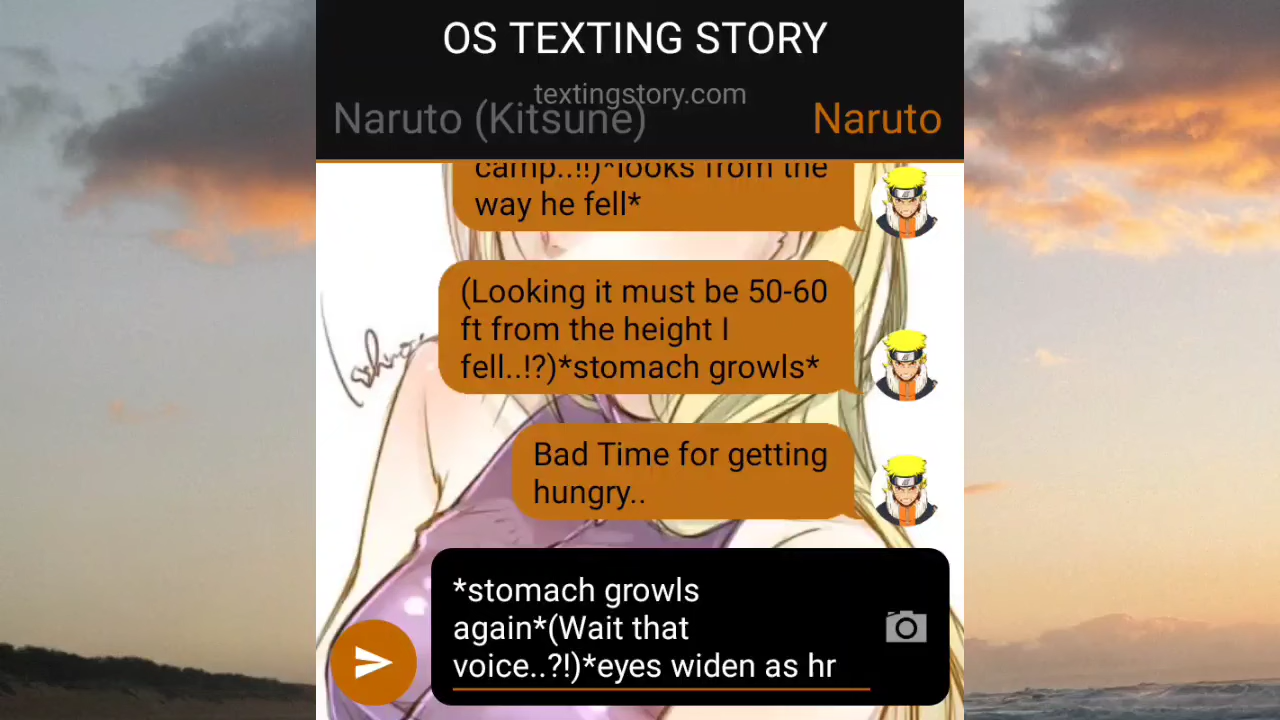 OS TEXTING STORY
textingstory.com
Naruto (Kitsune)
Naruto
camp..!!)*looks from the
way he fell*
(Looking it must be 50-60
ft from the height I
fell..!?)*stomach growls*
Bad Time for getting
hungry..
*stomach growls
again*(Wait that
voice..?!)*eyes widen as hr